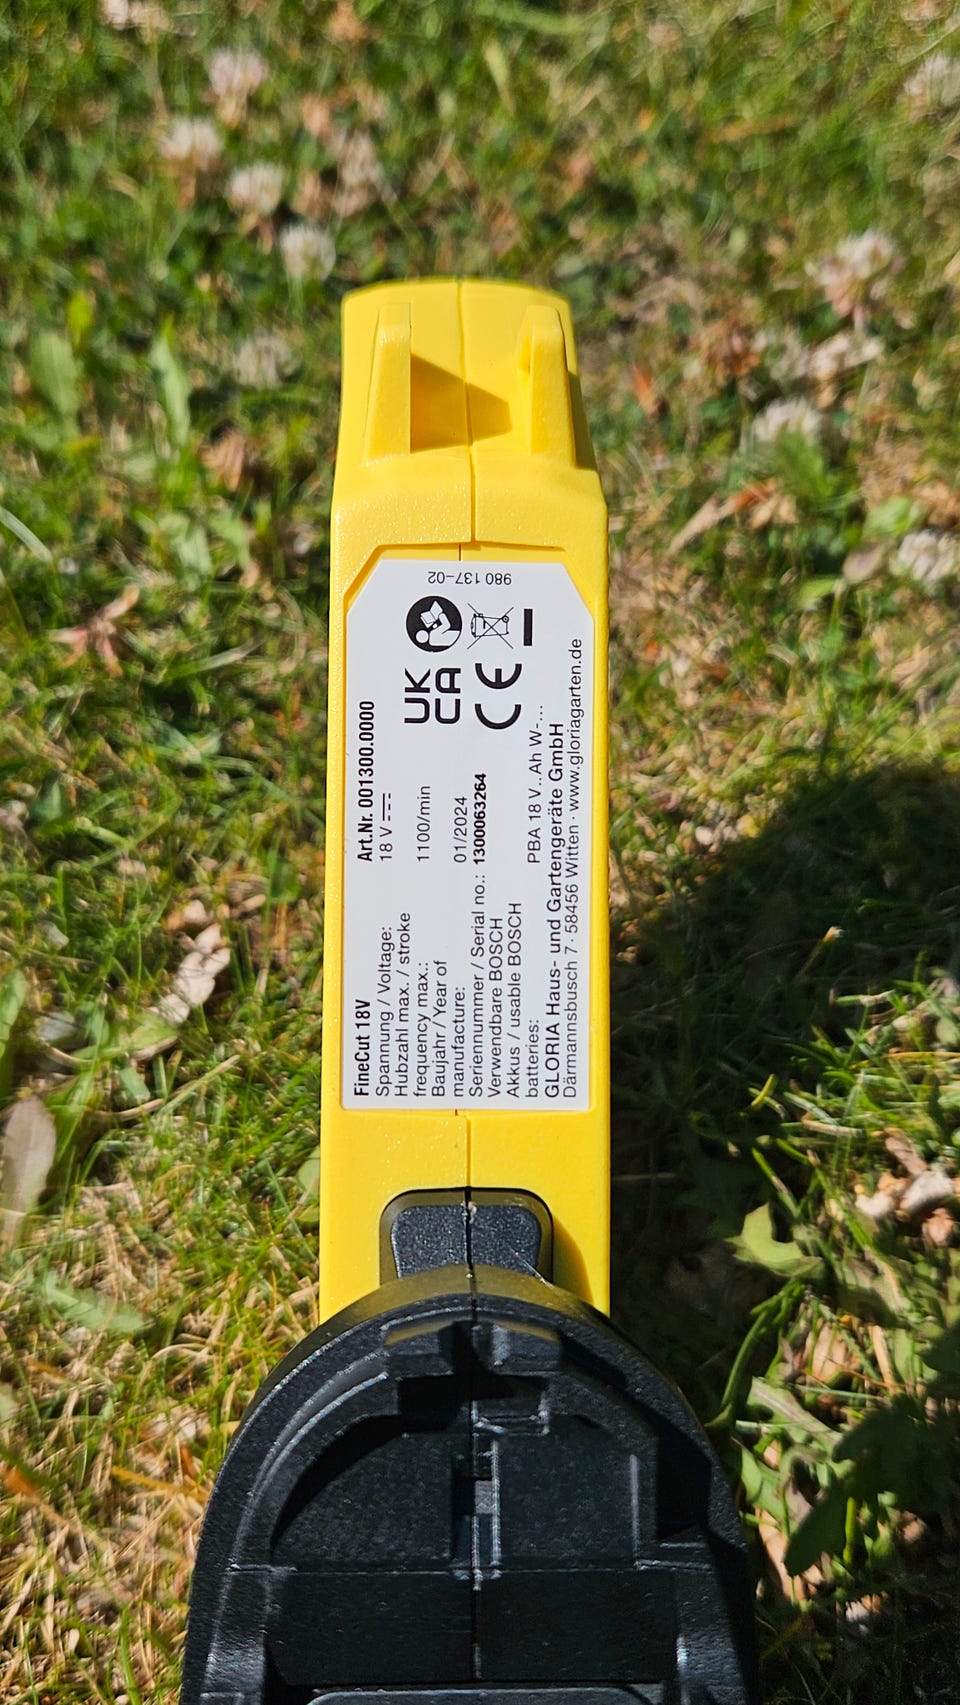 FineCut 18V Art.Nr. 001300.0000
Spannung / Voltage: 18 V
Hubzahl max. / stroke
frequency max.: 1100/min
Baujahr / Year of
manufacture: 01/2024
Seriennummer / Serial no.: 1300063264
Verwendbare BOSCH
Akkus / usable BOSCH
batteries: PBA 18 V...Ah W-...
GLORIA Haus- und Gartengeräte GmbH
Därmannsbusch 7 · 58456 Witten · www.gloriagarten.de
UK
CA
CE
980 137-02